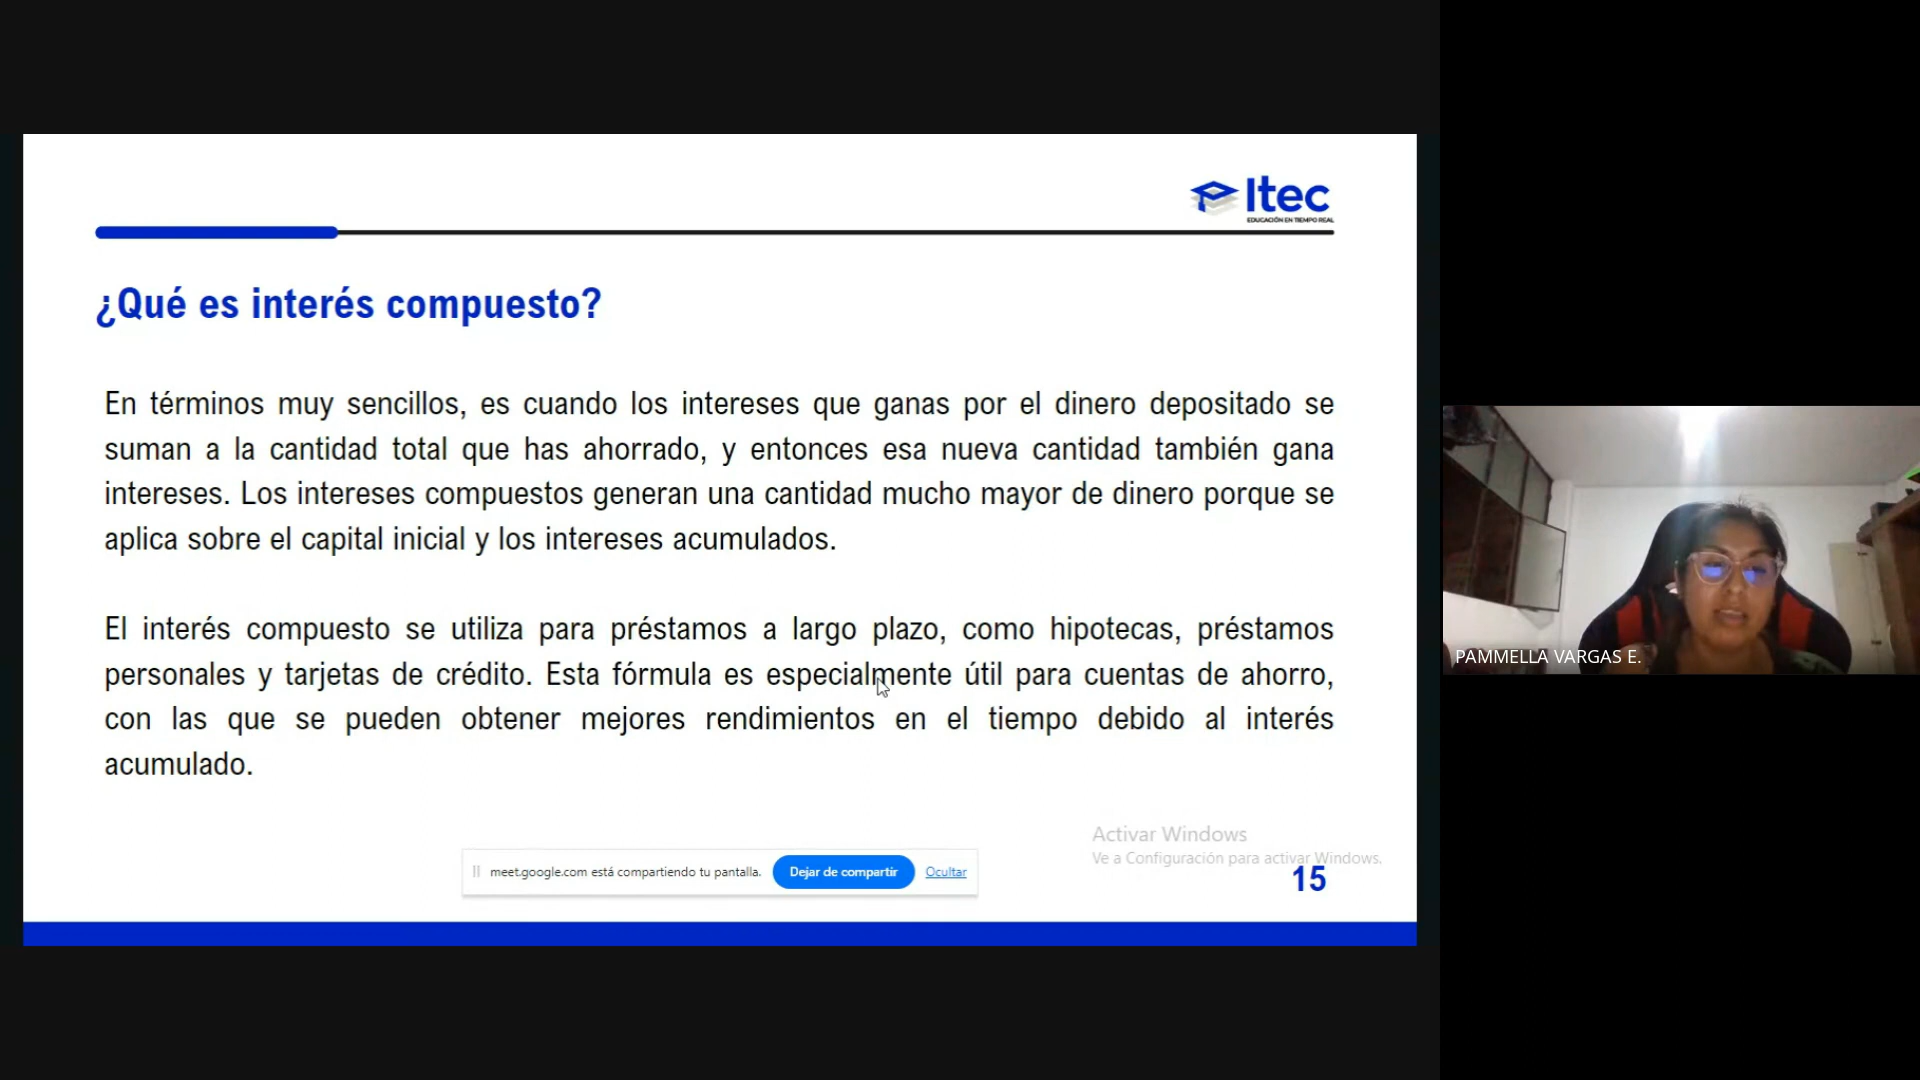 Itec
EDUCACIÓN EN TIEMPO REAL
¿Qué es interés compuesto?
En términos muy sencillos, es cuando los intereses que ganas por el dinero depositado se
suman a la cantidad total que has ahorrado, y entonces esa nueva cantidad también gana
intereses. Los intereses compuestos generan una cantidad mucho mayor de dinero porque se
aplica sobre el capital inicial y los intereses acumulados.
El interés compuesto se utiliza para préstamos a largo plazo, como hipotecas, préstamos
personales y tarjetas de crédito. Esta fórmula es especialmente útil para cuentas de ahorro,
con las que se pueden obtener mejores rendimientos en el tiempo debido al interés
acumulado.
Activar Windows
Ve a Configuración para activar Windows.
meet.google.com está compartiendo tu pantalla.
Dejar de compartir
Ocultar
15
PAMMELLA VARGAS E.